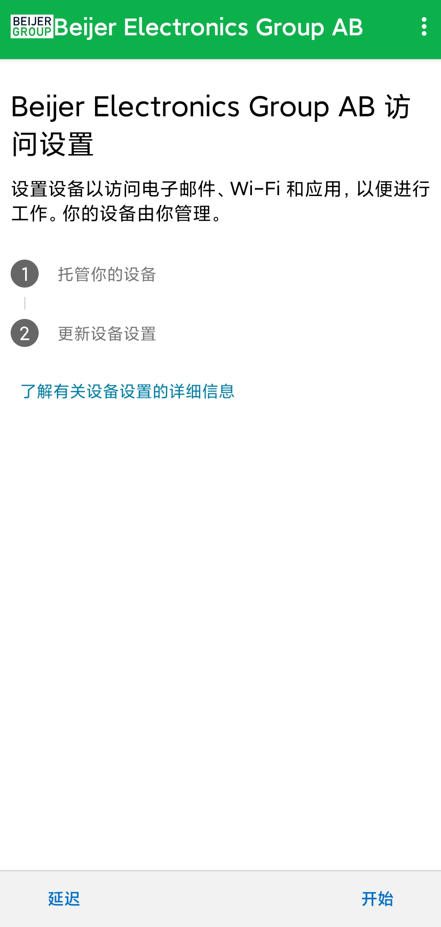 BEIJER
GROUP
Beijer Electronics Group AB
Beijer Electronics Group AB 访
问设置
设置设备以访问电子邮件、Wi-Fi 和应用，以便进行
工作。你的设备由你管理。
1 托管你的设备
2 更新设备设置
了解有关设备设置的详细信息
延迟 开始